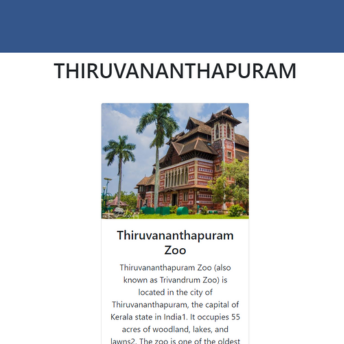 THIRUVANANTHAPURAM
Thiruvananthapuram
Zoo
Thiruvananthapuram Zoo (also
known as Trivandrum Zoo) is
located in the city of
Thiruvananthapuram, the capital of
Kerala state in India1. It occupies 55
acres of woodland, lakes, and
lawns2. The zoo is one of the oldest